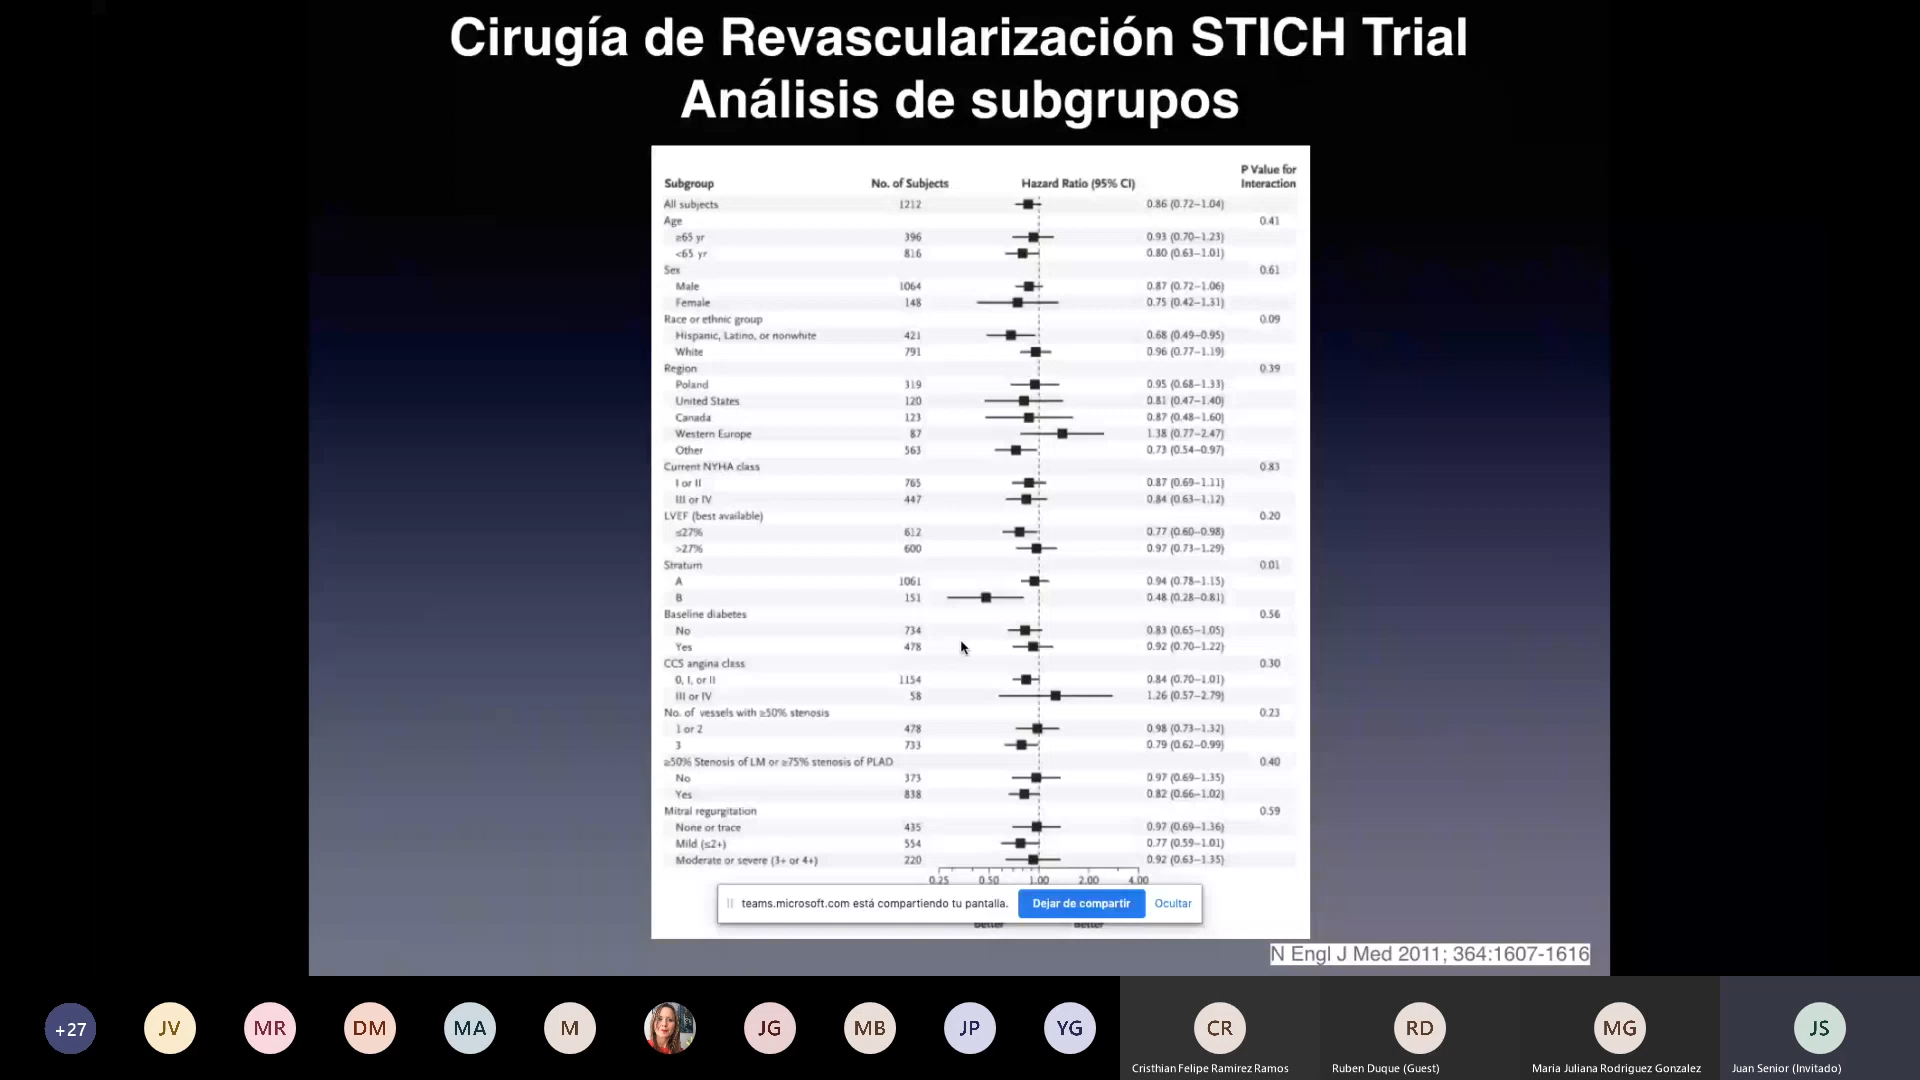 Cirugía de Revascularización STICH Trial
Análisis de subgrupos
Subgroup No. of Subjects Hazard Ratio (95% CI) P Value for Interaction
All subjects 1212 0.86 (0.72–1.04)
Age 0.41
≥65 yr 396 0.93 (0.70–1.23)
<65 yr 816 0.80 (0.63–1.01)
Sex 0.61
Male 1064 0.87 (0.72–1.06)
Female 148 0.75 (0.42–1.31)
Race or ethnic group 0.09
Hispanic, Latino, or nonwhite 421 0.68 (0.49–0.95)
White 791 0.96 (0.77–1.19)
Region 0.39
Poland 319 0.95 (0.68–1.33)
United States 120 0.81 (0.47–1.40)
Canada 123 0.87 (0.48–1.60)
Western Europe 87 1.38 (0.77–2.47)
Other 563 0.73 (0.54–0.97)
Current NYHA class 0.83
I or II 765 0.87 (0.69–1.11)
III or IV 447 0.84 (0.63–1.12)
LVEF (best available) 0.20
≤27% 612 0.77 (0.60–0.98)
>27% 600 0.97 (0.73–1.29)
Stratum 0.01
A 1061 0.94 (0.78–1.15)
B 151 0.48 (0.28–0.81)
Baseline diabetes 0.56
No 734 0.83 (0.65–1.05)
Yes 478 0.92 (0.70–1.22)
CCS angina class 0.30
0, I, or II 1154 0.84 (0.70–1.01)
III or IV 58 1.26 (0.57–2.79)
No. of vessels with ≥50% stenosis 0.23
1 or 2 478 0.98 (0.73–1.32)
3 733 0.79 (0.62–0.99)
≥50% Stenosis of LM or ≥75% stenosis of PLAD 0.40
No 373 0.97 (0.69–1.35)
Yes 838 0.82 (0.66–1.02)
Mitral regurgitation 0.59
None or trace 435 0.97 (0.69–1.36)
Mild (≤2+) 554 0.77 (0.59–1.01)
Moderate or severe (3+ or 4+) 220 0.92 (0.63–1.35)
0.25 0.50 1.00 2.00 4.00
teams.microsoft.com está compartiendo tu pantalla. Dejar de compartir Ocultar
Better Better
N Engl J Med 2011; 364:1607-1616
+27 JV MR DM MA M JG MB JP YG CR RD MG JS
Cristhian Felipe Ramirez Ramos Ruben Duque (Guest) Maria Juliana Rodriguez Gonzalez Juan Senior (Invitado)